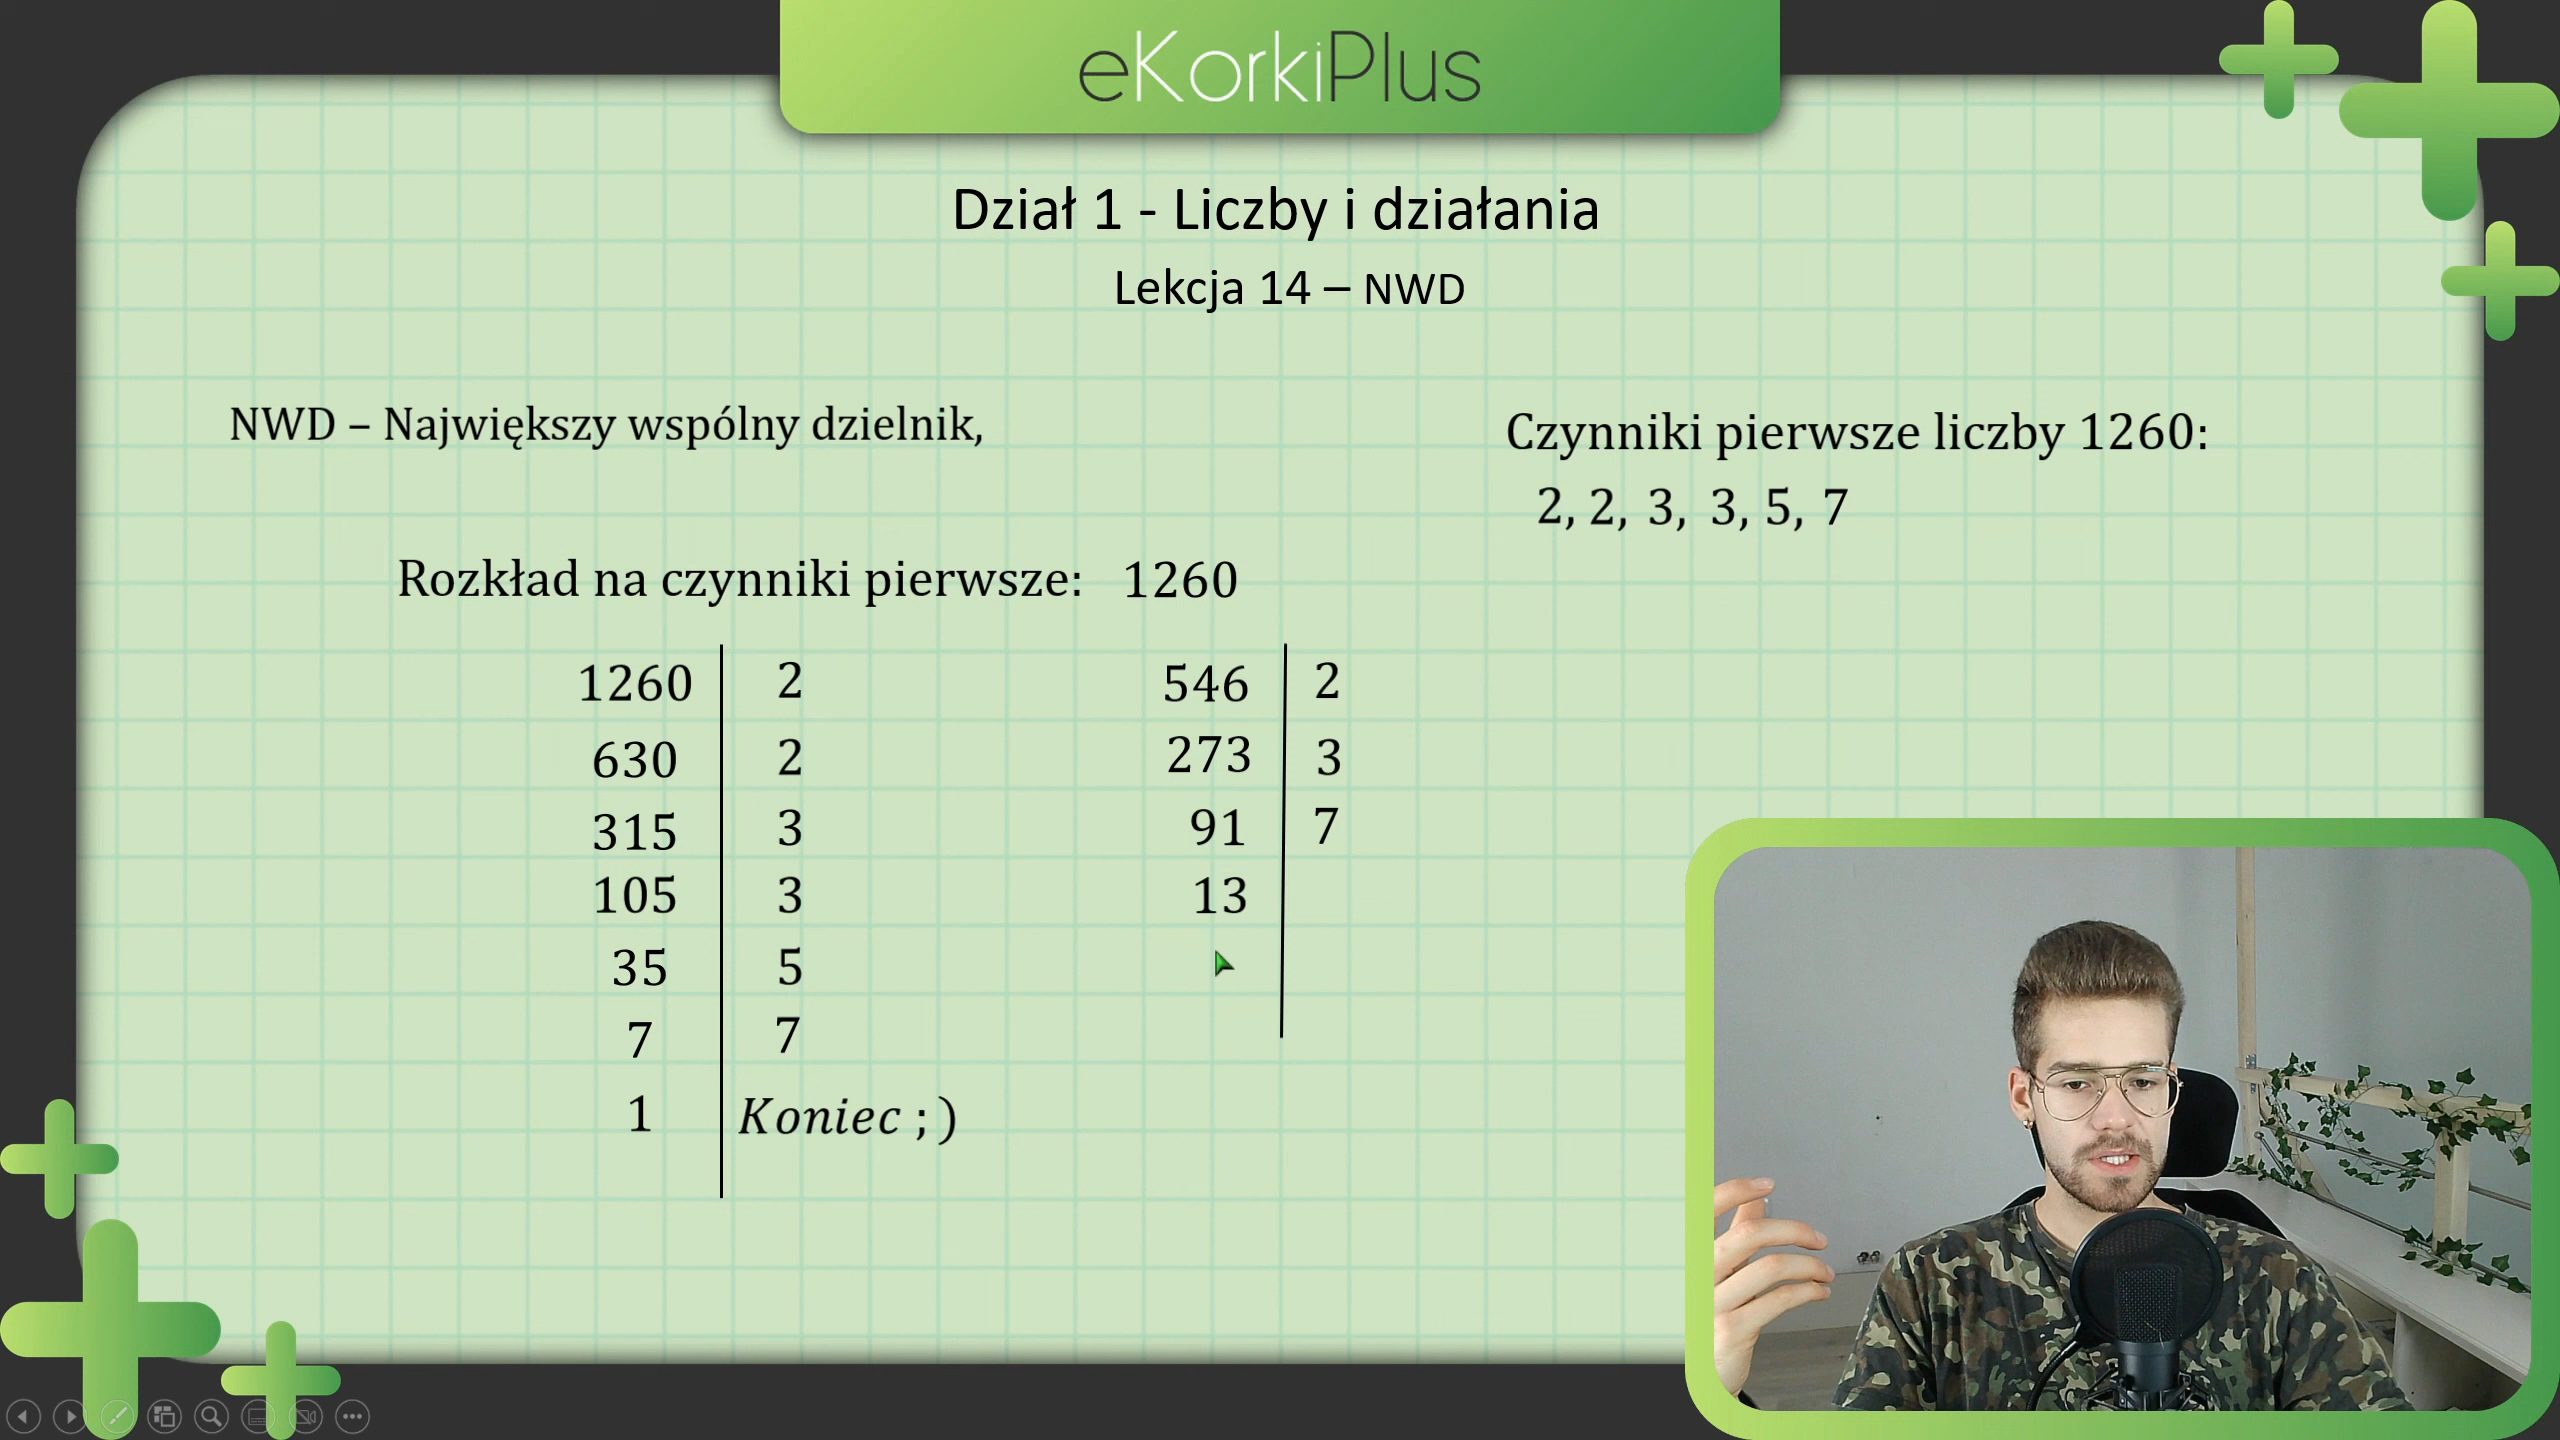 eKorkiPlus
Dział 1 - Liczby i działania
Lekcja 14 – NWD
NWD – Największy wspólny dzielnik,
Czynniki pierwsze liczby 1260:
2, 2, 3, 3, 5, 7
Rozkład na czynniki pierwsze: 1260
1260 2
630 2
315 3
105 3
35 5
7 7
1 Koniec ; )
546 2
273 3
91 7
13